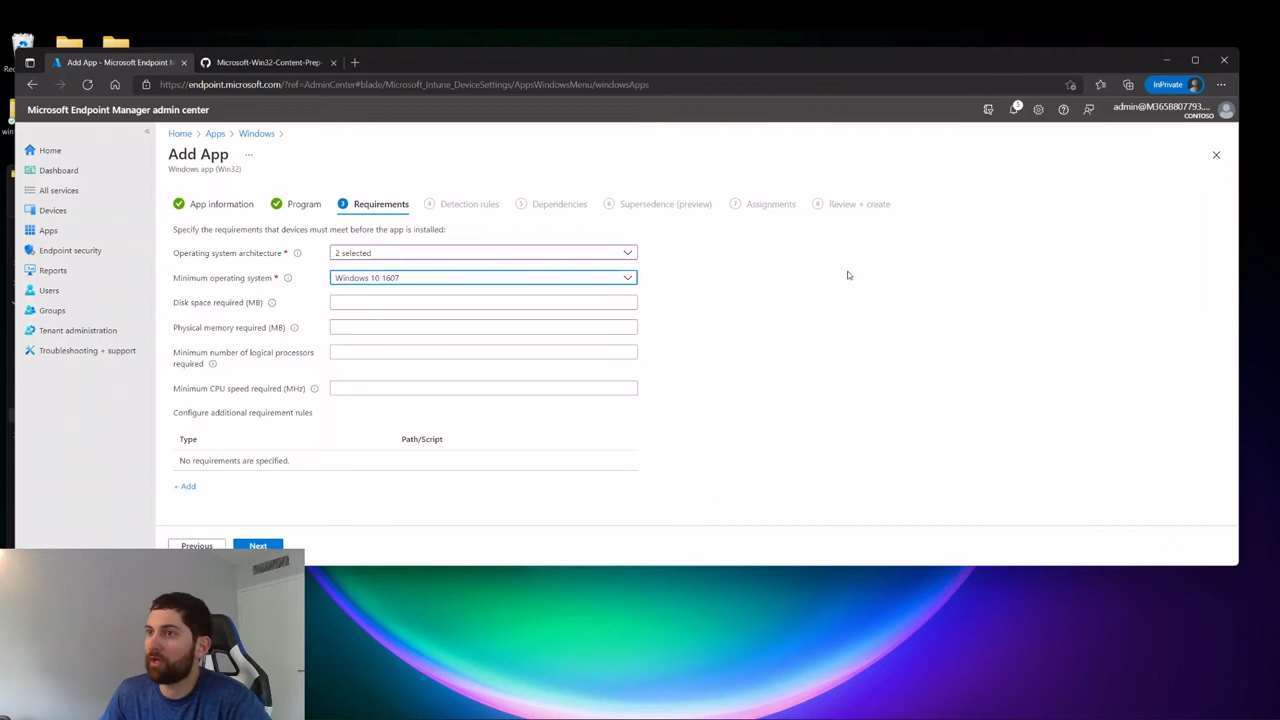 Add App - Microsoft Endpoint M
Microsoft-Win32-Content-Prep-
https://endpoint.microsoft.com/?ref=AdminCenter#blade/Microsoft_Intune_DeviceSettings/AppsWindowsMenu/windowsApps
InPrivate
Microsoft Endpoint Manager admin center
5
admin@M365B807793...
CONTOSO
Home
Dashboard
All services
Devices
Apps
Endpoint security
Reports
Users
Groups
Tenant administration
Troubleshooting + support
Home > Apps > Windows >
Add App ...
Windows app (Win32)
App information
Program
3 Requirements
4 Detection rules
5 Dependencies
6 Supersedence (preview)
7 Assignments
8 Review + create
Specify the requirements that devices must meet before the app is installed:
Operating system architecture * 2 selected
Minimum operating system * Windows 10 1607
Disk space required (MB)
Physical memory required (MB)
Minimum number of logical processors
required
Minimum CPU speed required (MHz)
Configure additional requirement rules
Type Path/Script
No requirements are specified.
+ Add
Previous Next